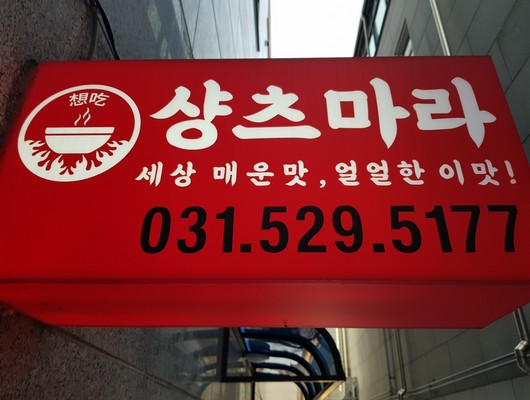 想吃
샹츠마라
세상 매운맛, 얼얼한 이맛!
031.529.5177